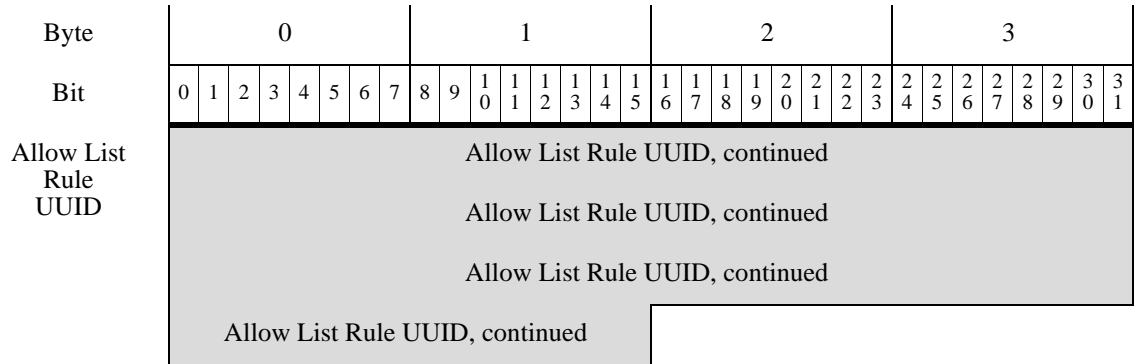 Byte 0 1 2 3
Bit 0 1 2 3 4 5 6 7 8 9 10 11 12 13 14 15 16 17 18 19 20 21 22 23 24 25 26 27 28 29 30 31
Allow List Allow List Rule UUID, continued
Rule
UUID Allow List Rule UUID, continued
Allow List Rule UUID, continued
Allow List Rule UUID, continued